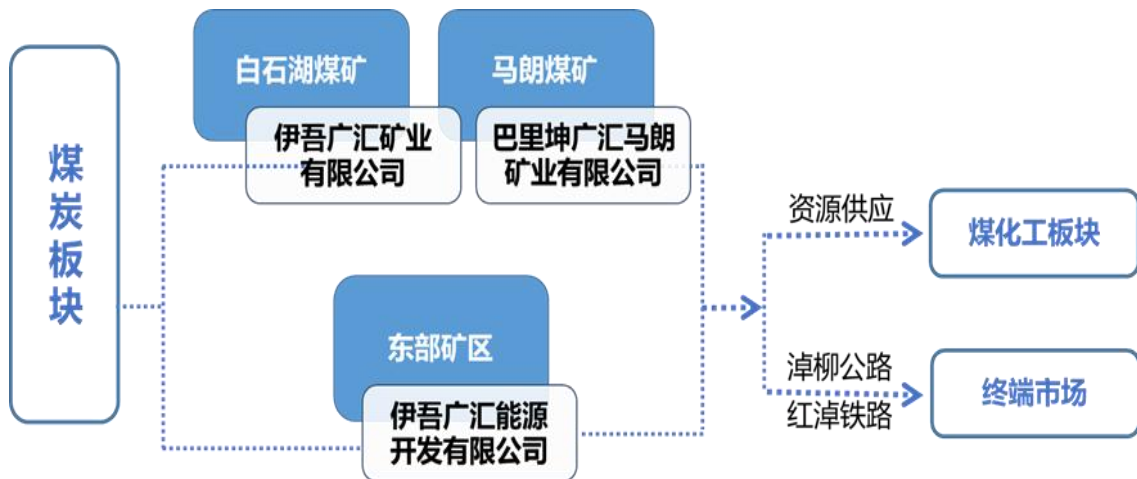 煤炭板块
白石湖煤矿
伊吾广汇矿业
有限公司
马朗煤矿
巴里坤广汇马朗
矿业有限公司
东部矿区
伊吾广汇能源
开发有限公司
资源供应
煤化工板块
淖柳公路
红淖铁路
终端市场